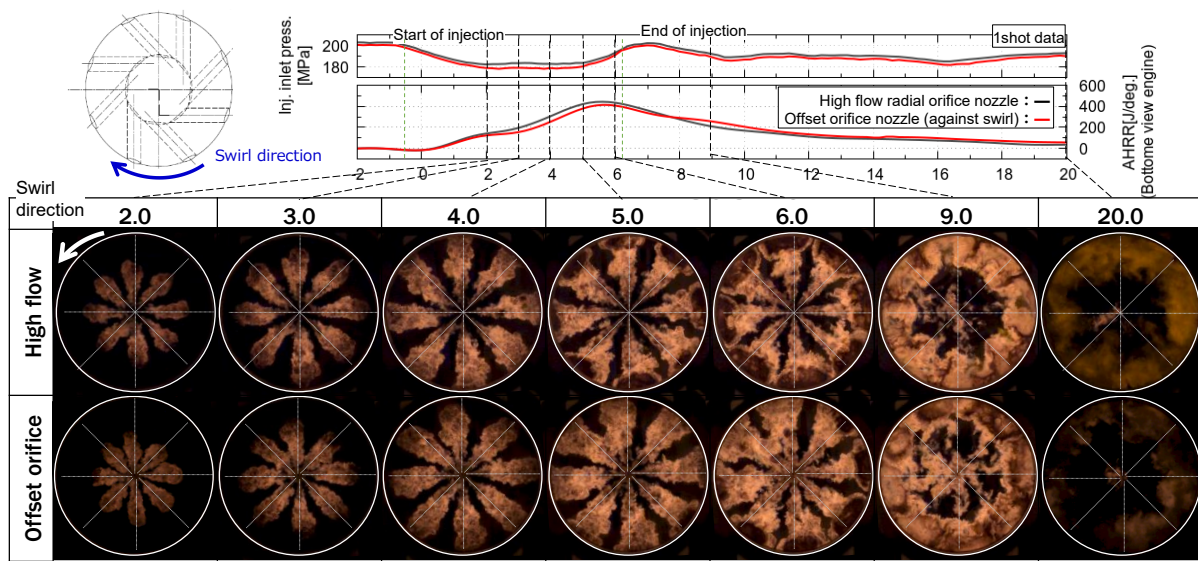 Start of injection
End of injection
1shot data
Inj. inlet press.
[MPa]
200
180
High flow radial orifice nozzle :
Offset orifice nozzle (against swirl) :
600
400
200
0
AHRR[J/deg.]
(Bottome view engine)
-2
0
2
4
6
8
10
12
14
16
18
20
Swirl direction
Swirl
direction
2.0
3.0
4.0
5.0
6.0
9.0
20.0
High flow
Offset orifice